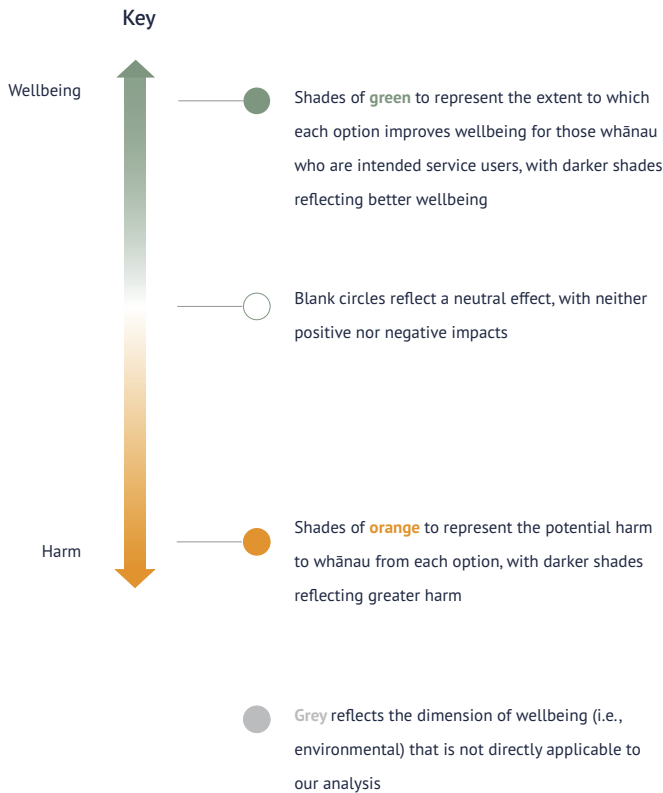 Key
Wellbeing
Shades of green to represent the extent to which
each option improves wellbeing for those whānau
who are intended service users, with darker shades
reflecting better wellbeing
Blank circles reflect a neutral effect, with neither
positive nor negative impacts
Harm
Shades of orange to represent the potential harm
to whānau from each option, with darker shades
reflecting greater harm
Grey reflects the dimension of wellbeing (i.e.,
environmental) that is not directly applicable to
our analysis